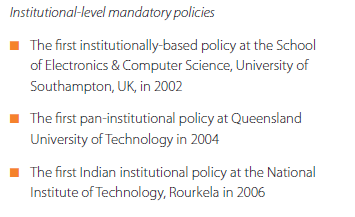 Institutional-level mandatory policies
The first institutionally-based policy at the School
of Electronics & Computer Science, University of
Southampton, UK, in 2002
The first pan-institutional policy at Queensland
University of Technology in 2004
The first Indian institutional policy at the National
Institute of Technology, Rourkela in 2006